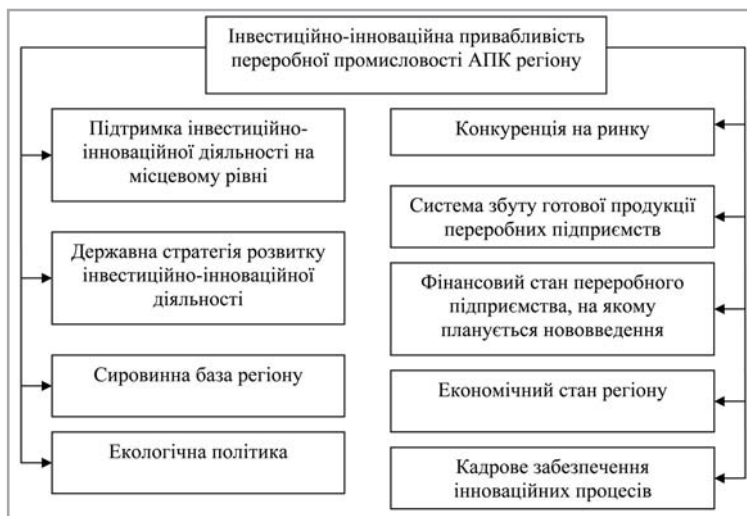 Інвестиційно-інноваційна привабливість
переробної промисловості АПК регіону
Підтримка інвестиційно-
інноваційної діяльності на
місцевому рівні
Державна стратегія розвитку
інвестиційно-інноваційної
діяльності
Сировинна база регіону
Екологічна політика
Конкуренція на ринку
Система збуту готової продукції
переробних підприємств
Фінансовий стан переробного
підприємства, на якому
планується нововведення
Економічний стан регіону
Кадрове забезпечення
інноваційних процесів